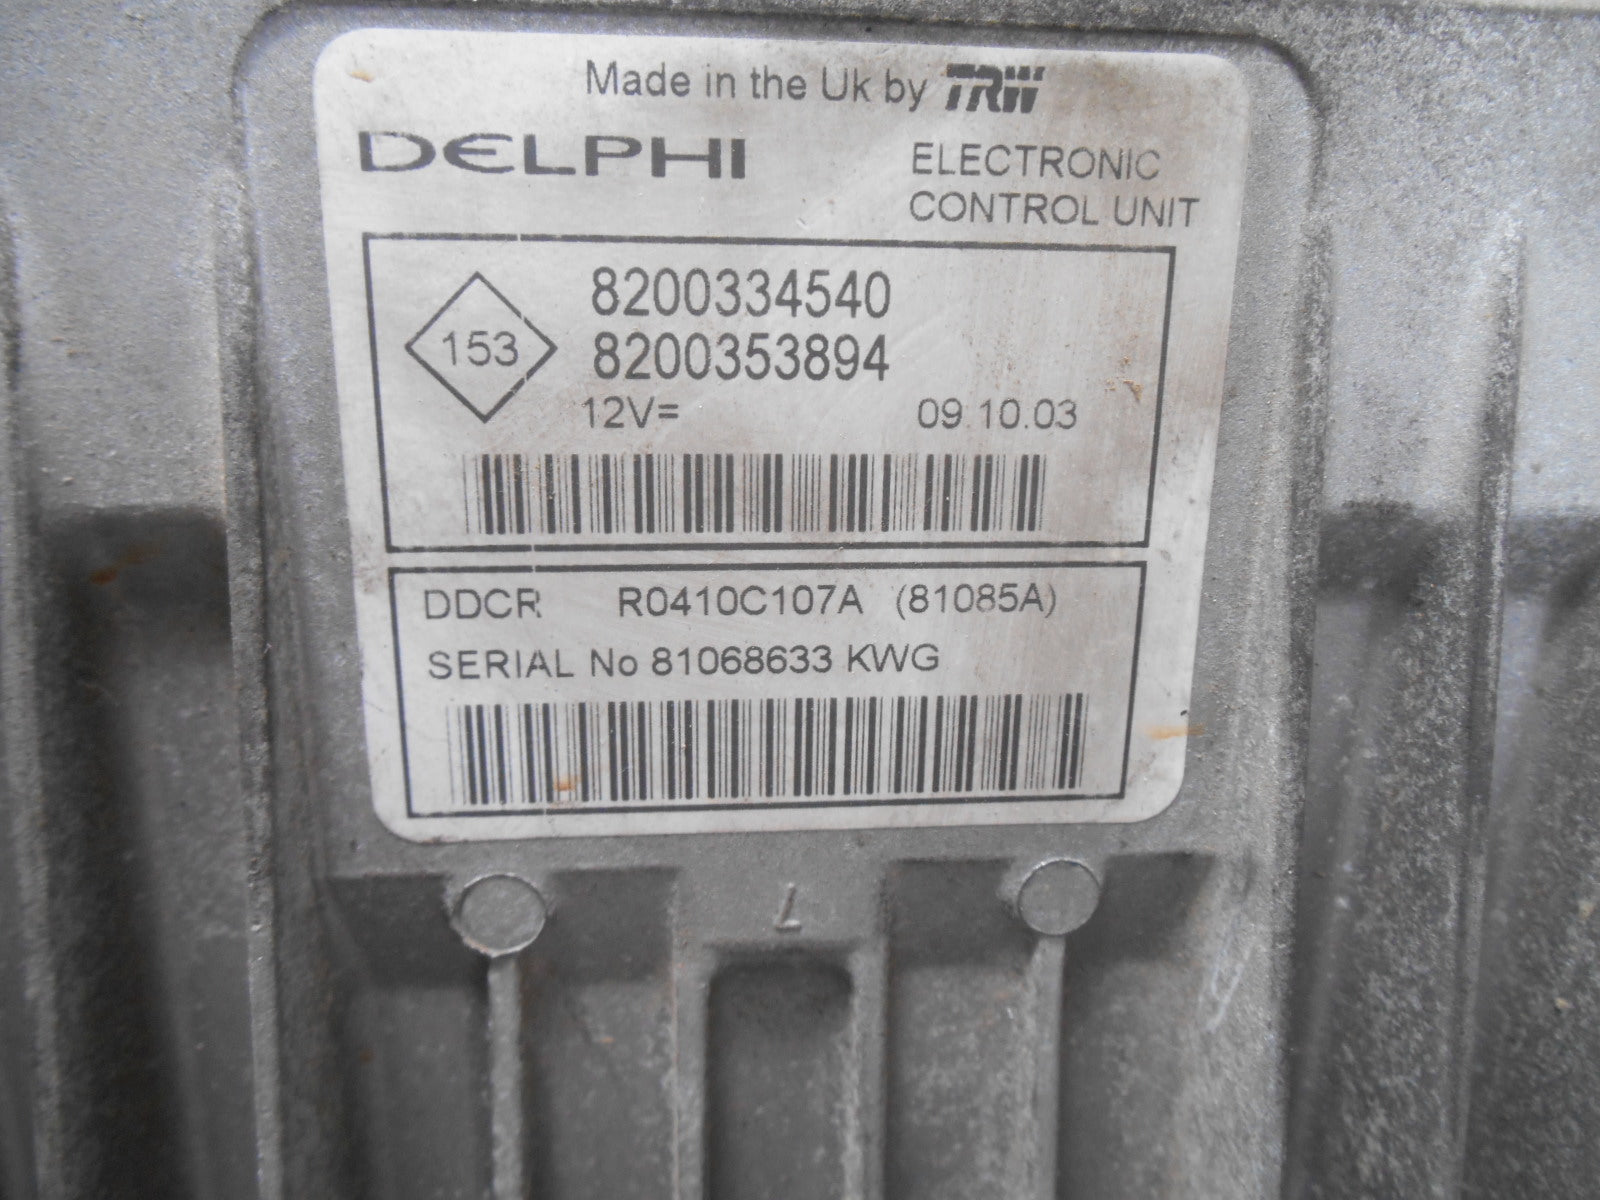 Made in the Uk by TRW
DELPHI
ELECTRONIC
CONTROL UNIT
153
8200334540
8200353894
12V=
09.10.03
DDCR R0410C107A (81085A)
SERIAL No 81068633 KWG
L